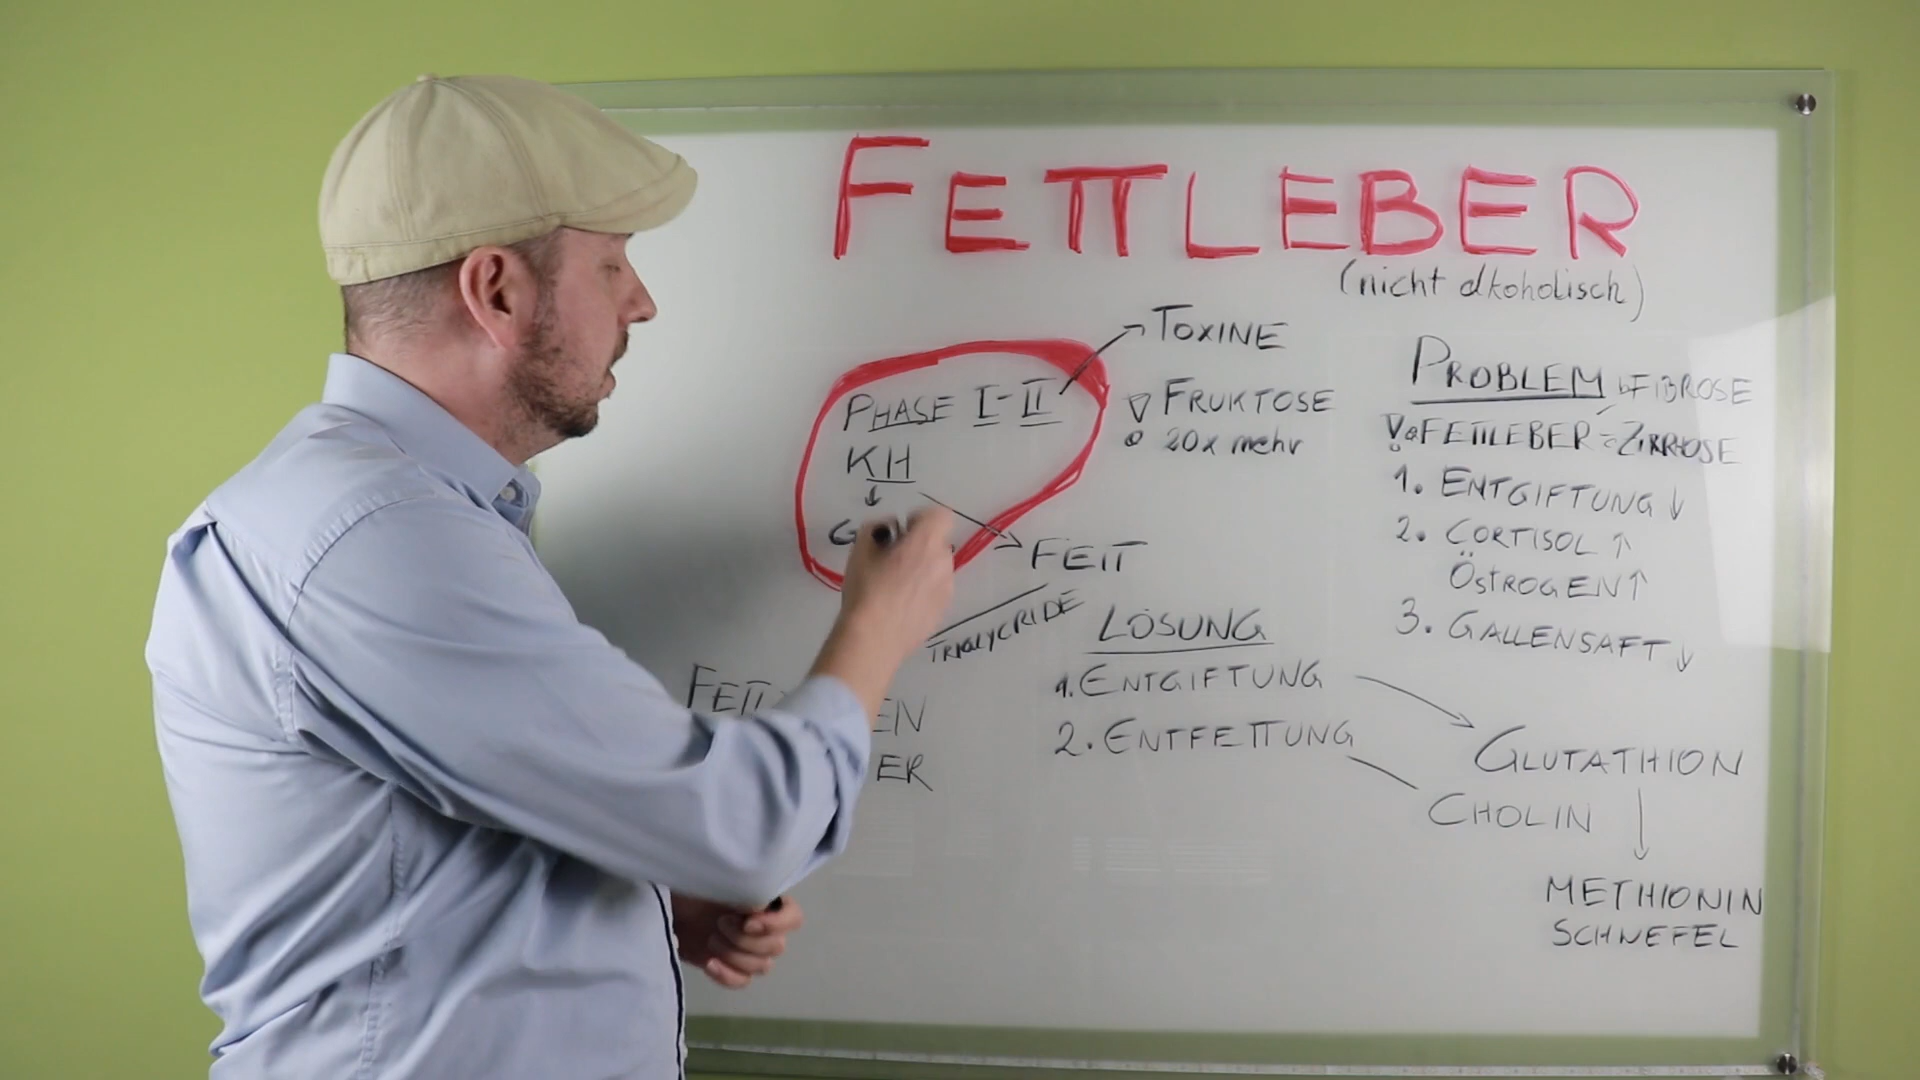 FETTLEBER
(nicht alkoholisch)
PHASE I-II
KH
TOXINE
FRUKTOSE
20x mehr
FETT
TRIGLYCRIDE
PROBLEM
FIBROSE
FETTLEBER = ZIRRHOSE
1. ENTGIFTUNG ↓
2. CORTISOL ↑
ÖSTROGEN ↑
3. GALLENSAFT ↓
LÖSUNG
1. ENTGIFTUNG
2. ENTFETTUNG
GLUTATHION
CHOLIN
METHIONIN
SCHWEFEL